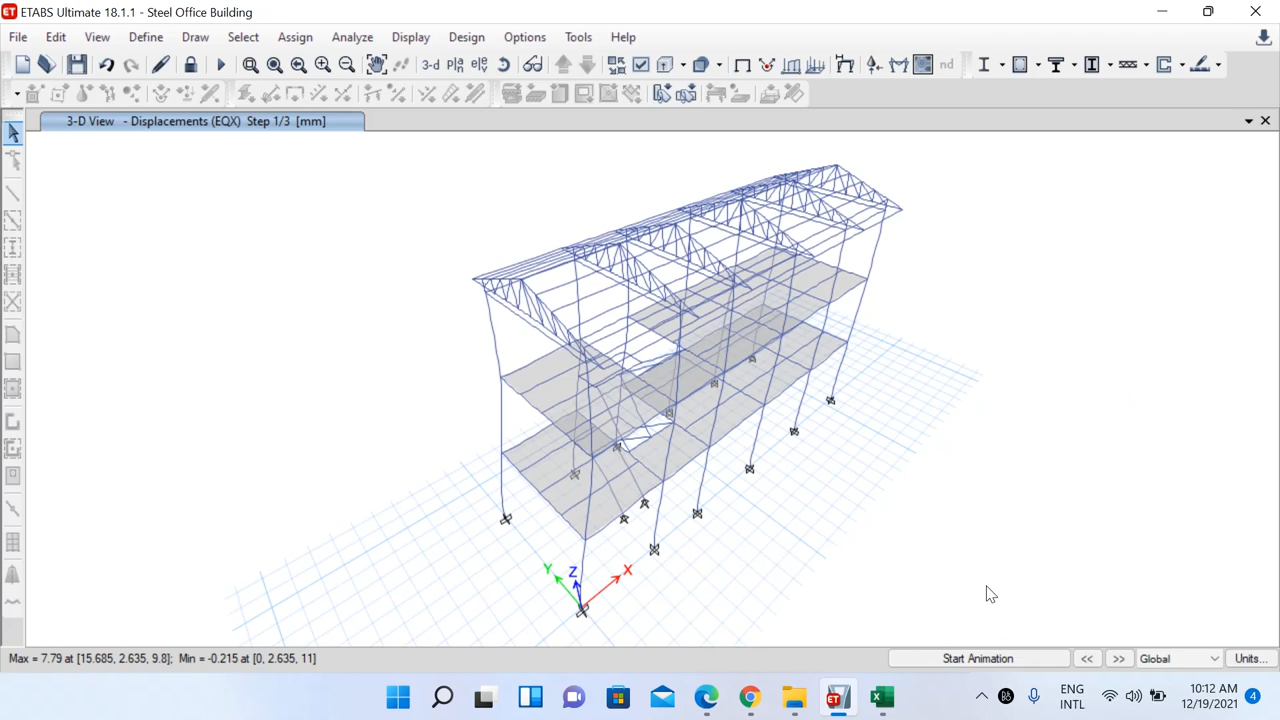 ETABS Ultimate 18.1.1 - Steel Office Building
File Edit View Define Draw Select Assign Analyze Display Design Options Tools Help
3-d nd
3-D View - Displacements (EQX) Step 1/3 [mm]
Y Z X
Max = 7.79 at [15.685, 2.635, 9.8]; Min = -0.215 at [0, 2.635, 11] Start Animation << >> Global Units...
ENG
INTL
10:12 AM
12/19/2021
4